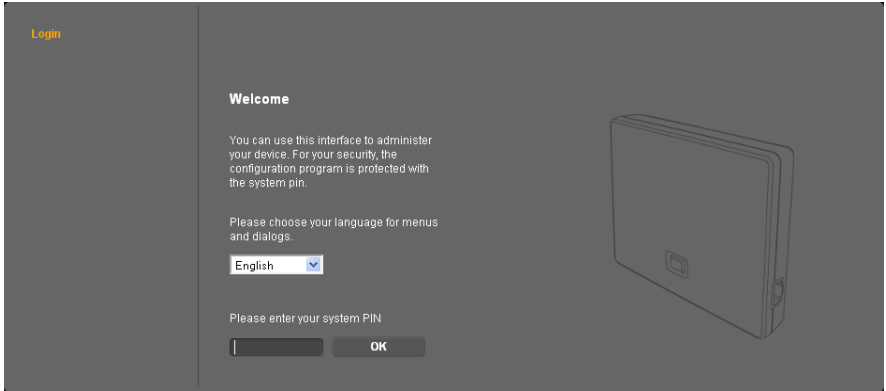 Login
Welcome
You can use this interface to administer
your device. For your security, the
configuration program is protected with
the system pin.
Please choose your language for menus
and dialogs.
English
Please enter your system PIN
OK